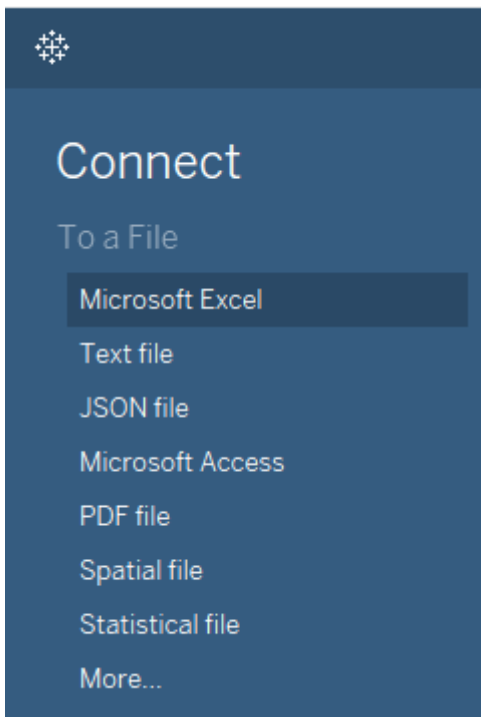 Connect
To a File
Microsoft Excel
Text file
JSON file
Microsoft Access
PDF file
Spatial file
Statistical file
More...